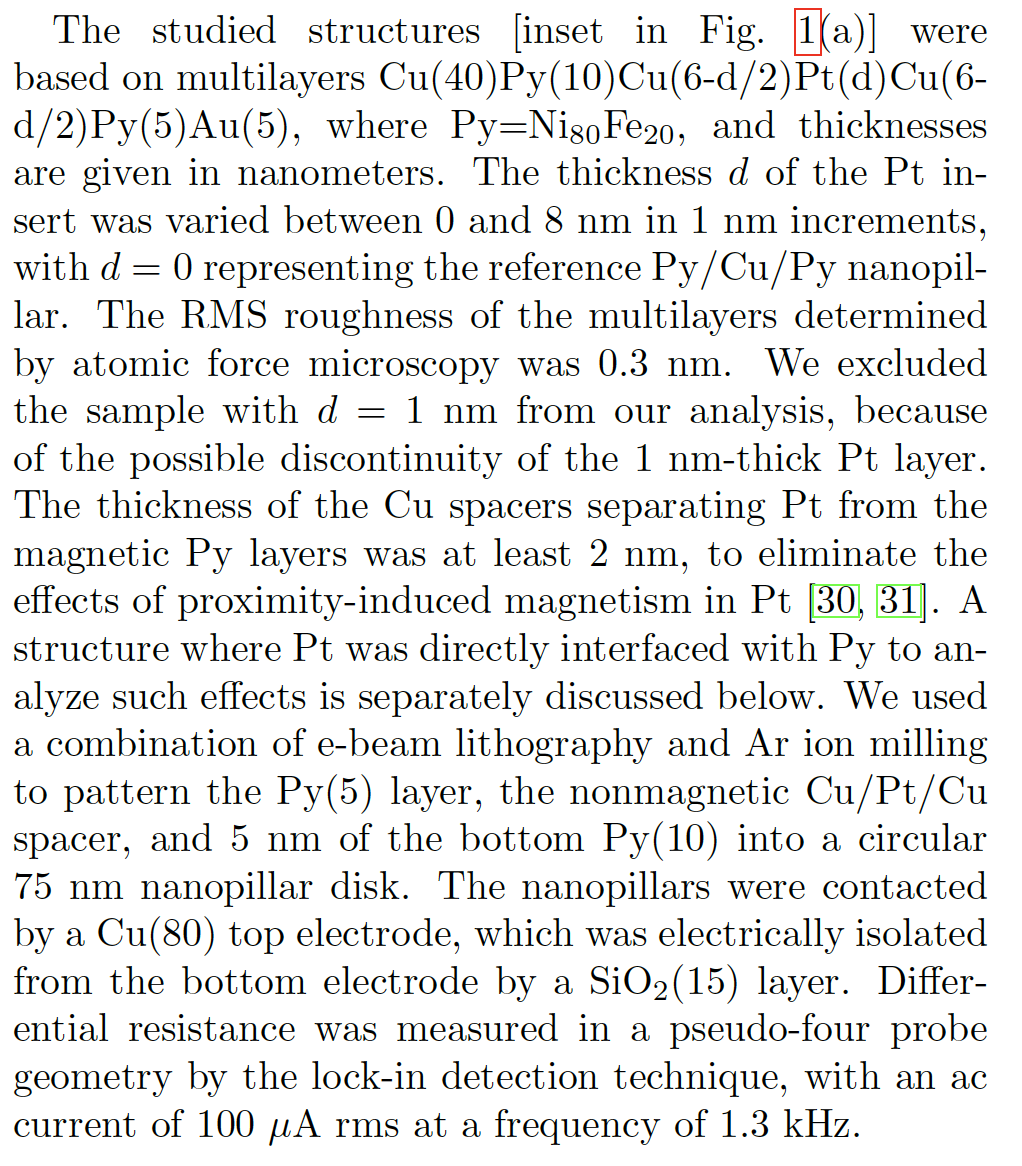 The studied structures [inset in Fig. 1(a)] were
based on multilayers Cu(40)Py(10)Cu(6-d/2)Pt(d)Cu(6-
d/2)Py(5)Au(5), where Py=Ni₈₀Fe₂₀, and thicknesses
are given in nanometers. The thickness d of the Pt in-
sert was varied between 0 and 8 nm in 1 nm increments,
with d = 0 representing the reference Py/Cu/Py nanopil-
lar. The RMS roughness of the multilayers determined
by atomic force microscopy was 0.3 nm. We excluded
the sample with d = 1 nm from our analysis, because
of the possible discontinuity of the 1 nm-thick Pt layer.
The thickness of the Cu spacers separating Pt from the
magnetic Py layers was at least 2 nm, to eliminate the
effects of proximity-induced magnetism in Pt [30, 31]. A
structure where Pt was directly interfaced with Py to an-
alyze such effects is separately discussed below. We used
a combination of e-beam lithography and Ar ion milling
to pattern the Py(5) layer, the nonmagnetic Cu/Pt/Cu
spacer, and 5 nm of the bottom Py(10) into a circular
75 nm nanopillar disk. The nanopillars were contacted
by a Cu(80) top electrode, which was electrically isolated
from the bottom electrode by a SiO₂(15) layer. Differ-
ential resistance was measured in a pseudo-four probe
geometry by the lock-in detection technique, with an ac
current of 100 μA rms at a frequency of 1.3 kHz.